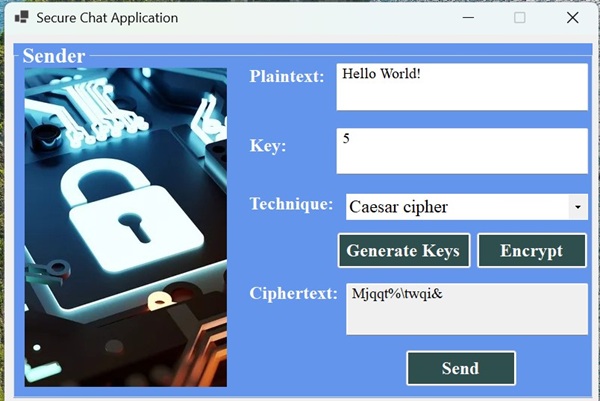 Secure Chat Application
Sender
Plaintext: Hello World!
Key: 5
Technique: Caesar cipher
Generate Keys Encrypt
Ciphertext: Mjqqt%\twqi&
Send